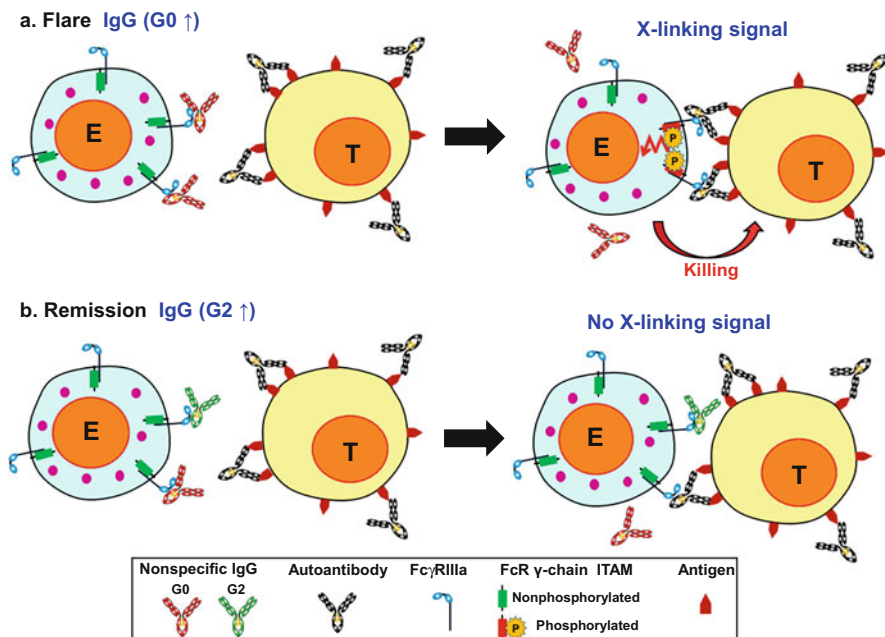 a. Flare IgG (G0 ↑)
X-linking signal
E
T
E
P
P
T
Killing
b. Remission IgG (G2 ↑)
No X-linking signal
E
T
E
T
Nonspecific IgG Autoantibody FcγRIIIa FcR γ-chain ITAM Antigen
G0 G2
Nonphosphorylated
P Phosphorylated